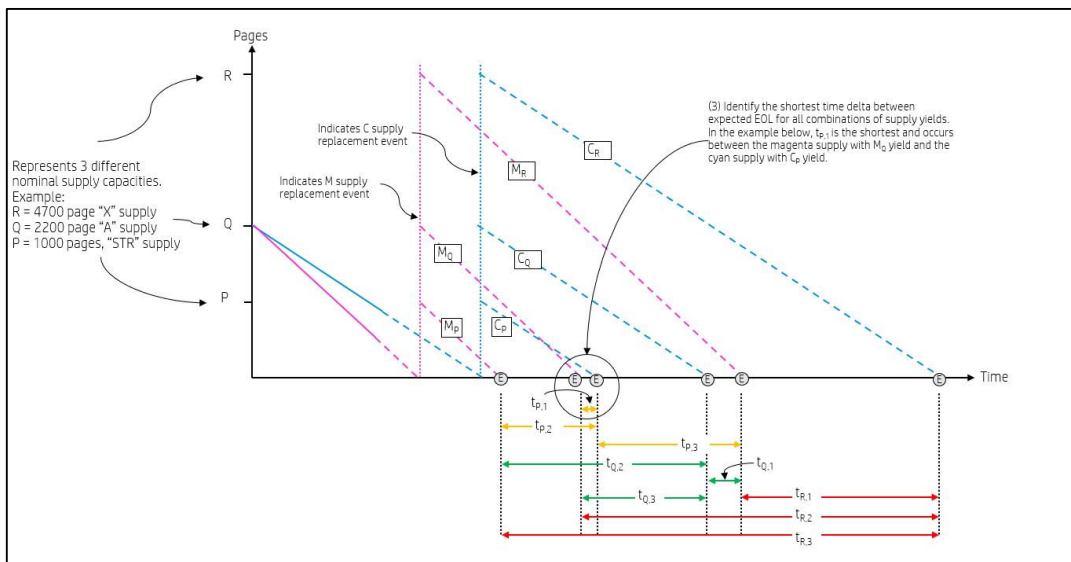 Pages
R
(3) Identify the shortest time delta between
expected EOL for all combinations of supply yields.
In the example below, tP,1 is the shortest and occurs
between the magenta supply with MQ yield and the
cyan supply with CP yield.
Indicates C supply
replacement event
CR
Represents 3 different
nominal supply capacities.
Example:
R = 4700 page “X” supply
Q = 2200 page “A” supply
P = 1000 pages, “STR” supply
MR
Indicates M supply
replacement event
Q
MQ
CQ
P
MP
CP
E
E
E
E
E
E
Time
tP,1
tP,2
tP,3
tQ,2
tQ,1
tQ,3
tR,1
tR,2
tR,3